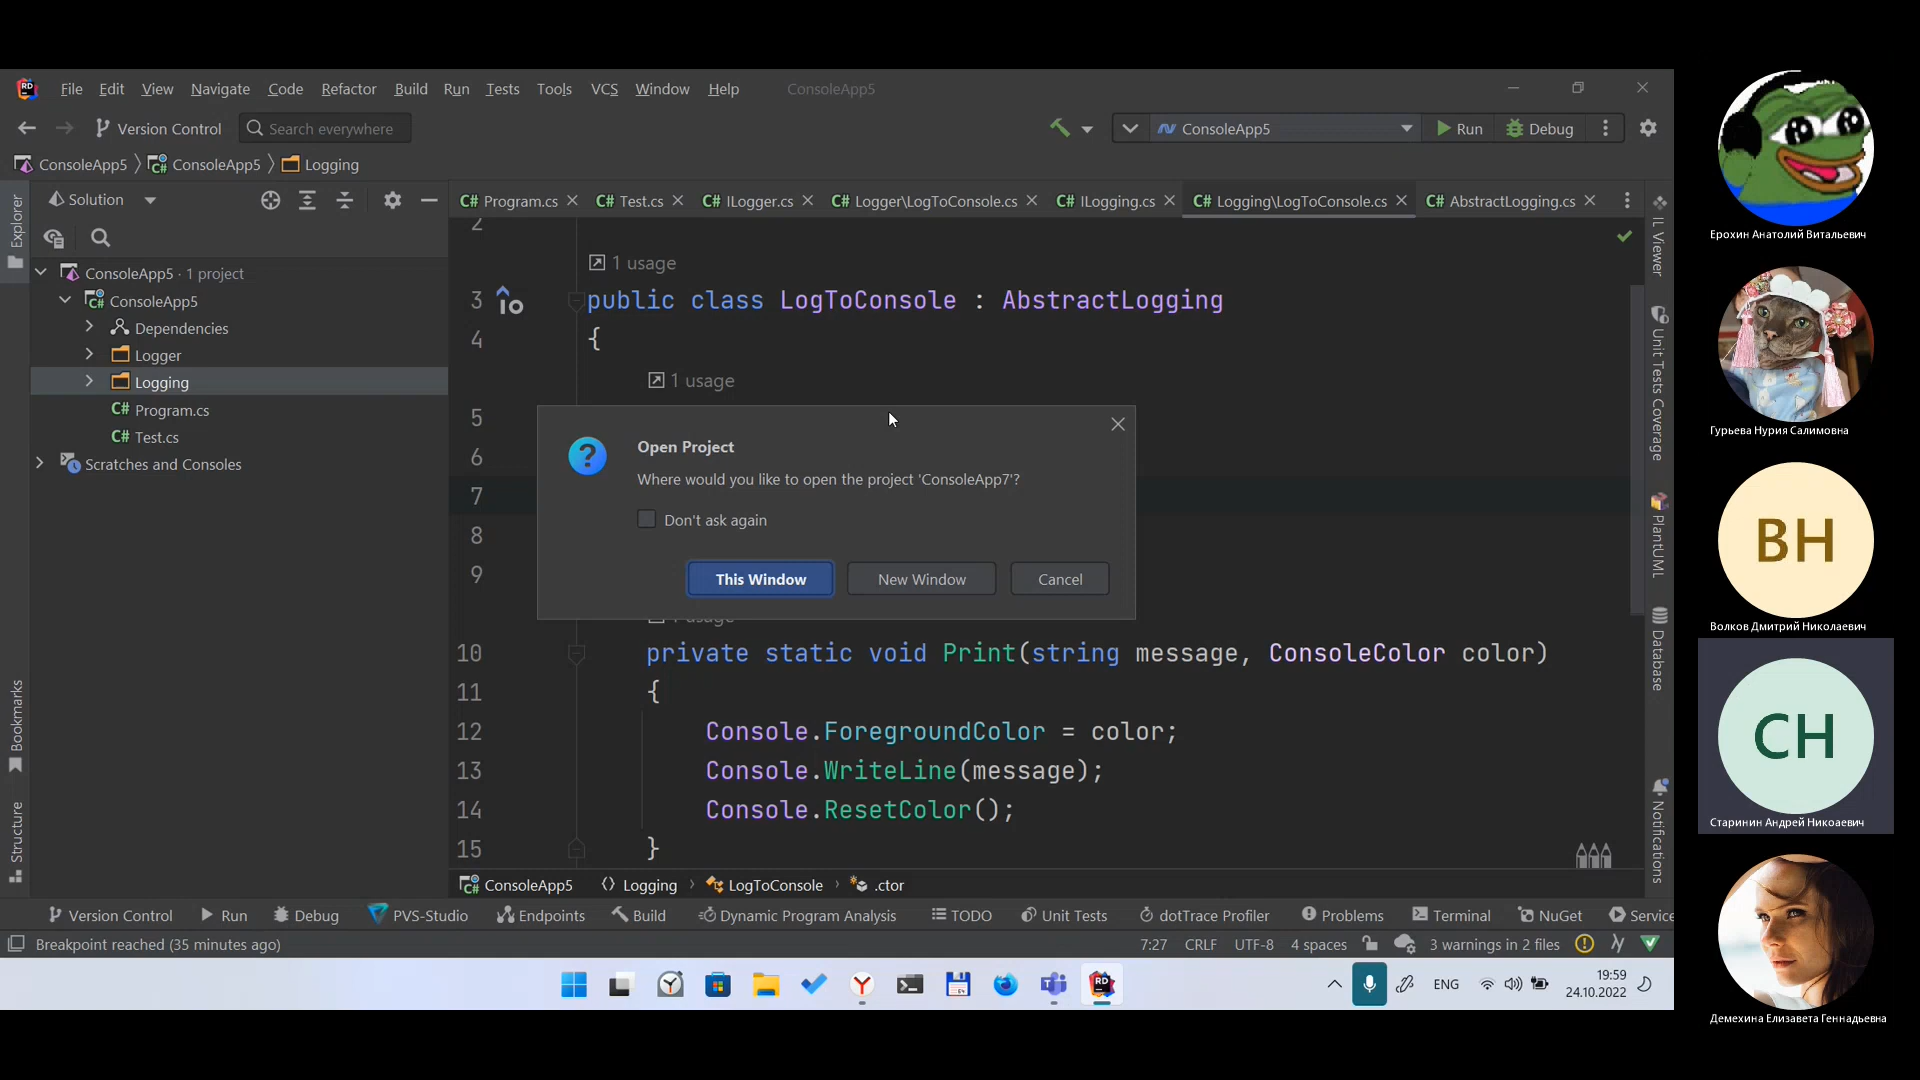 RD File Edit View Navigate Code Refactor Build Run Tests Tools VCS Window Help ConsoleApp5
Version Control Search everywhere ConsoleApp5 Run Debug
ConsoleApp5 ConsoleApp5 Logging
Explorer
Solution
C# Program.cs C# Test.cs C# ILogger.cs C# Logger\LogToConsole.cs C# ILogging.cs C# Logging\LogToConsole.cs C# AbstractLogging.cs
ConsoleApp5 · 1 project
ConsoleApp5
Dependencies
Logger
Logging
C# Program.cs
C# Test.cs
Scratches and Consoles
Bookmarks
Structure
2
1 usage
3 public class LogToConsole : AbstractLogging
4 {
1 usage
5
6
7
8
9
Open Project
Where would you like to open the project 'ConsoleApp7'?
Don't ask again
This Window New Window Cancel
10 private static void Print(string message, ConsoleColor color)
11 {
12 Console.ForegroundColor = color;
13 Console.WriteLine(message);
14 Console.ResetColor();
15 }
IL Viewer
Unit Tests Coverage
PlantUML
Database
Notifications
ConsoleApp5 Logging LogToConsole .ctor
Version Control Run Debug PVS-Studio Endpoints Build Dynamic Program Analysis TODO Unit Tests dotTrace Profiler Problems Terminal NuGet Service
Breakpoint reached (35 minutes ago) 7:27 CRLF UTF-8 4 spaces 3 warnings in 2 files
RD ENG 19:59
24.10.2022
Ерохин Анатолий Витальевич
Гурьева Нурия Салимовна
ВН
Волков Дмитрий Николаевич
СН
Старинин Андрей Никоаевич
Демехина Елизавета Геннадьевна